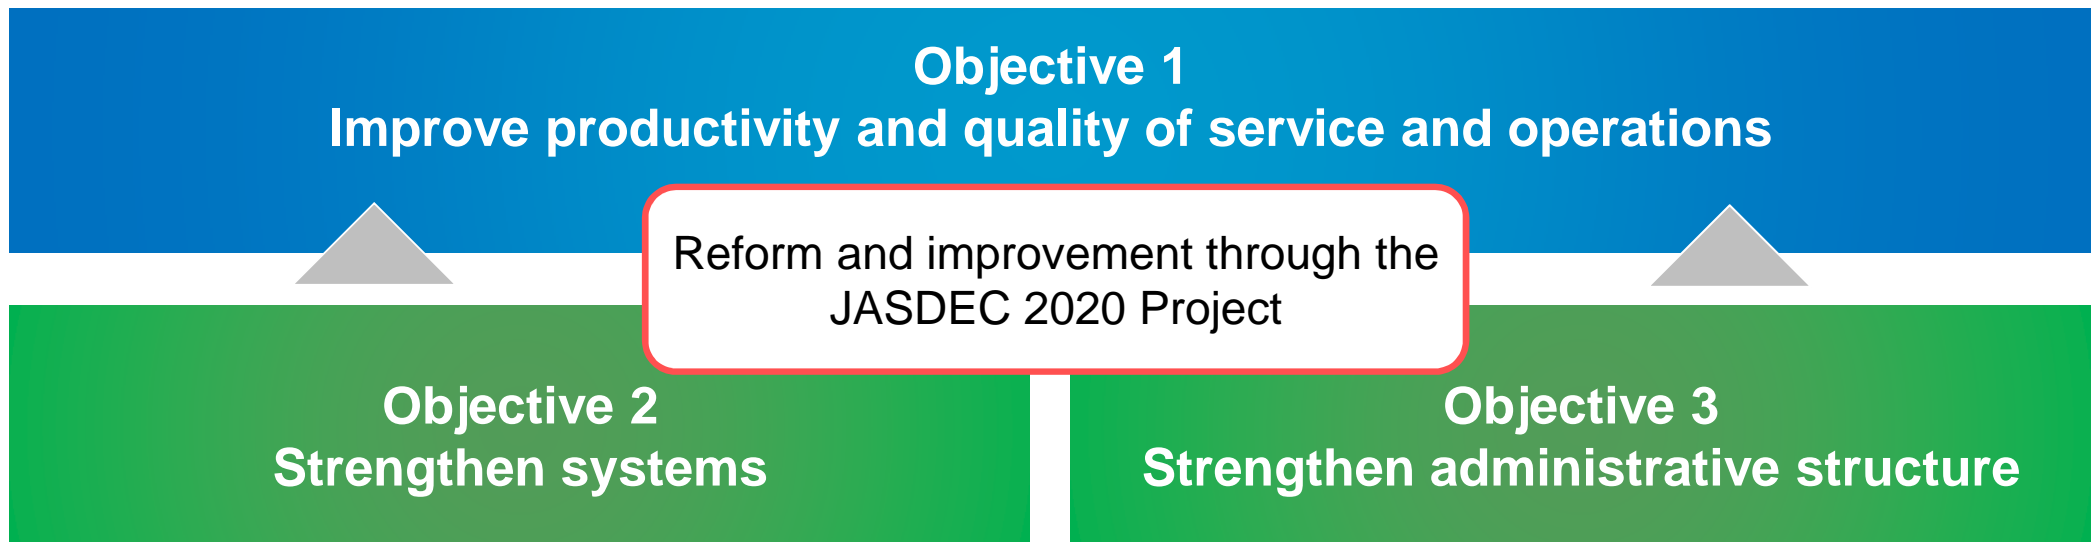 Objective 1
Improve productivity and quality of service and operations
Reform and improvement through the
JASDEC 2020 Project
Objective 2
Strengthen systems
Objective 3
Strengthen administrative structure